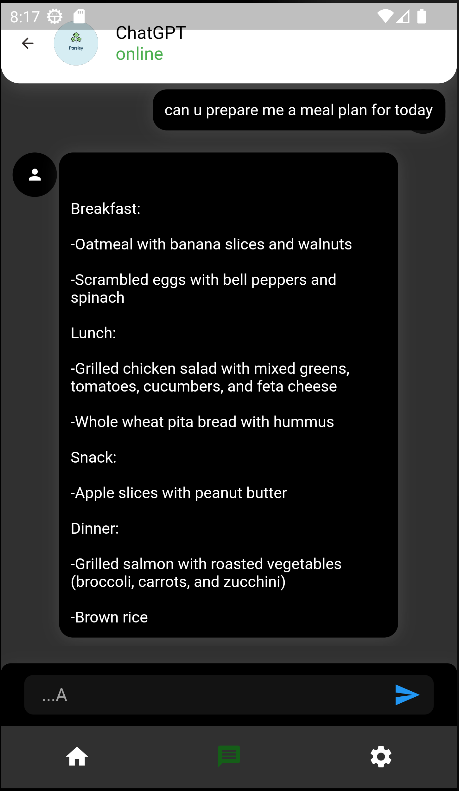 8:17
ChatGPT
online
can u prepare me a meal plan for today
Breakfast:
-Oatmeal with banana slices and walnuts
-Scrambled eggs with bell peppers and
spinach
Lunch:
-Grilled chicken salad with mixed greens,
tomatoes, cucumbers, and feta cheese
-Whole wheat pita bread with hummus
Snack:
-Apple slices with peanut butter
Dinner:
-Grilled salmon with roasted vegetables
(broccoli, carrots, and zucchini)
-Brown rice
...A